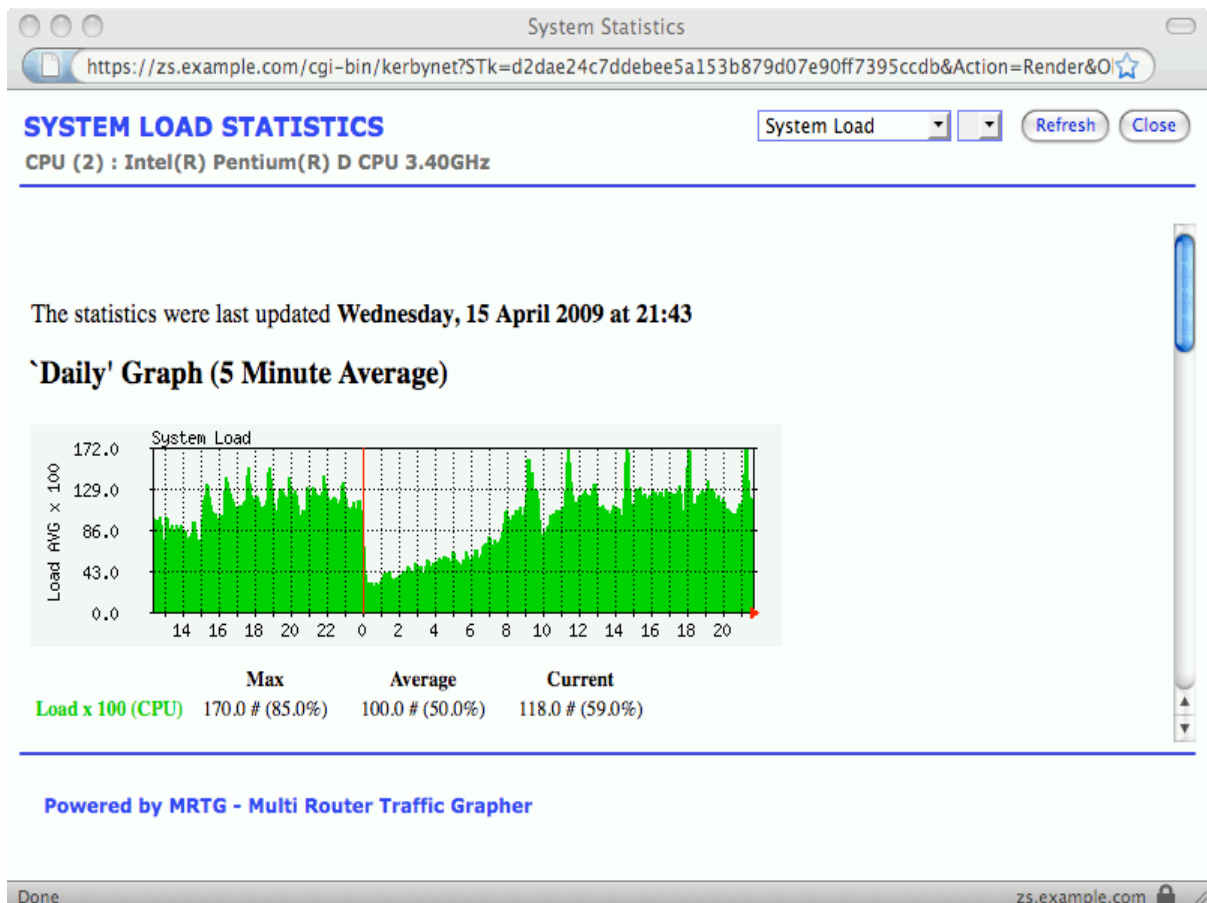 System Statistics
https://zs.example.com/cgi-bin/kerbynet?STk=d2dae24c7ddebee5a153b879d07e90ff7395ccdb&Action=Render&O
SYSTEM LOAD STATISTICS
System Load
Refresh
Close
CPU (2) : Intel(R) Pentium(R) D CPU 3.40GHz
The statistics were last updated Wednesday, 15 April 2009 at 21:43
`Daily' Graph (5 Minute Average)
System Load
Load AVG x 100
172.0
129.0
86.0
43.0
0.0
14 16 18 20 22 0 2 4 6 8 10 12 14 16 18 20
Max Average Current
Load x 100 (CPU) 170.0 # (85.0%) 100.0 # (50.0%) 118.0 # (59.0%)
Powered by MRTG - Multi Router Traffic Grapher
Done
zs.example.com